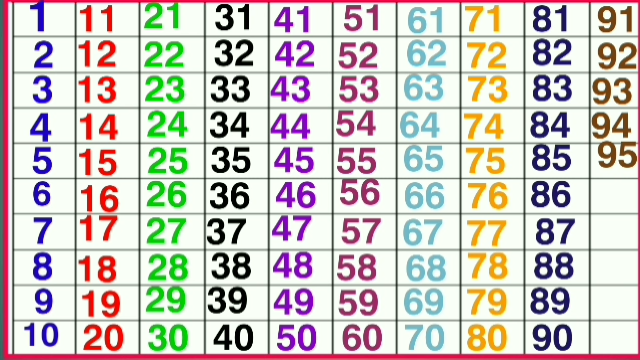 1 11 21 31 41 51 61 71 81 91
2 12 22 32 42 52 62 72 82 92
3 13 23 33 43 53 63 73 83 93
4 14 24 34 44 54 64 74 84 94
5 15 25 35 45 55 65 75 85 95
6 16 26 36 46 56 66 76 86
7 17 27 37 47 57 67 77 87
8 18 28 38 48 58 68 78 88
9 19 29 39 49 59 69 79 89
10 20 30 40 50 60 70 80 90